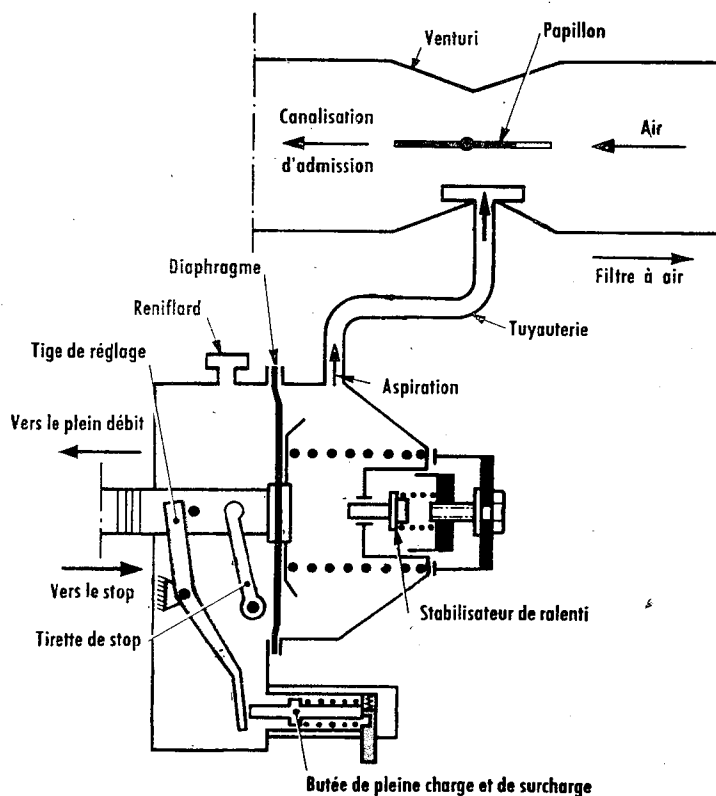 Venturi
Papillon
Canalisation
d'admission
Air
Filtre à air
Diaphragme
Reniflard
Tuyauterie
Tige de réglage
Aspiration
Vers le plein débit
Vers le stop
Tirette de stop
Stabilisateur de ralenti
Butée de pleine charge et de surcharge